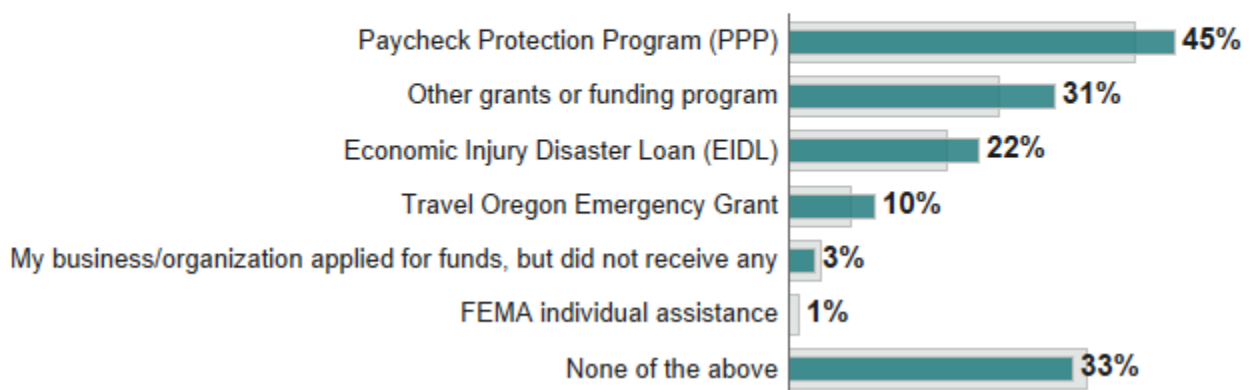 Paycheck Protection Program (PPP) 45%
Other grants or funding program 31%
Economic Injury Disaster Loan (EIDL) 22%
Travel Oregon Emergency Grant 10%
My business/organization applied for funds, but did not receive any 3%
FEMA individual assistance 1%
None of the above 33%